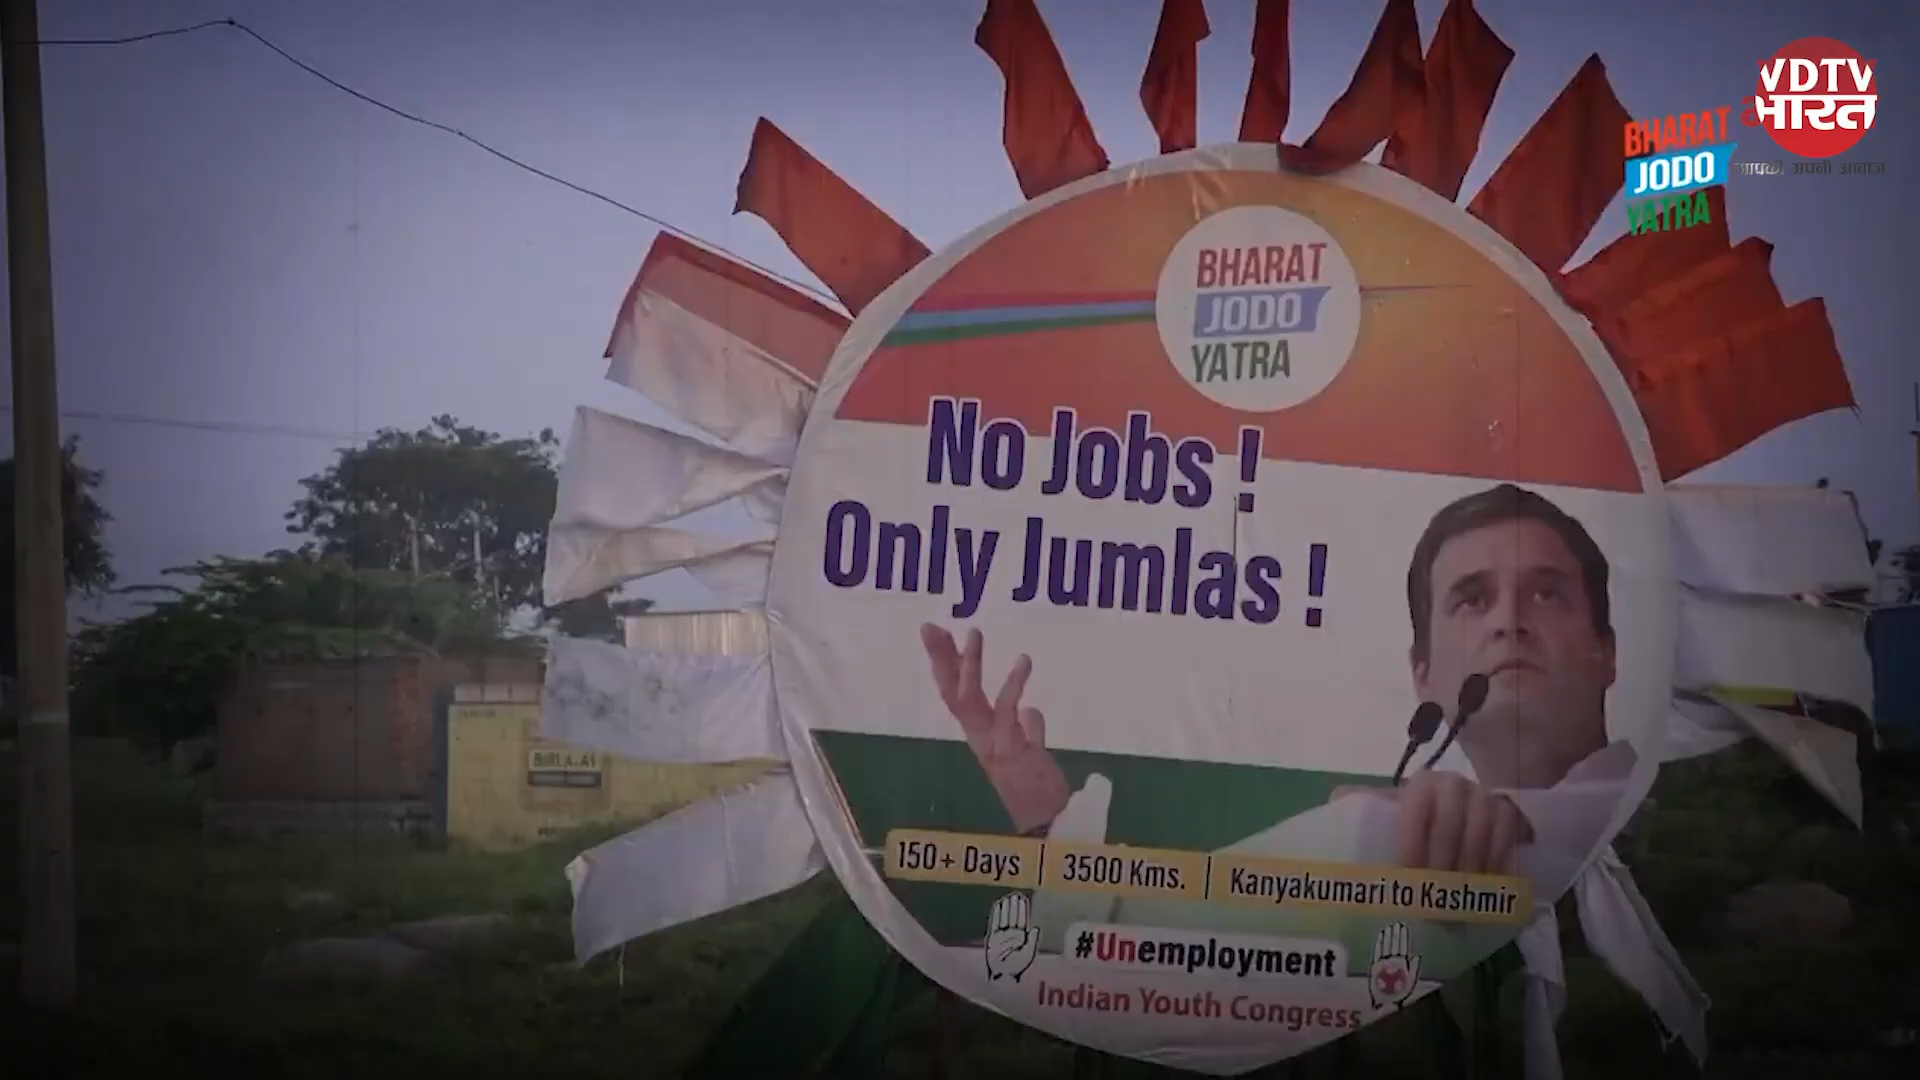 VDTV
भारत
आपकी अपनी आवाज
BHARAT
JODO
YATRA
BHARAT
JODO
YATRA
No Jobs !
Only Jumlas !
150+ Days | 3500 Kms. | Kanyakumari to Kashmir
#Unemployment
Indian Youth Congress